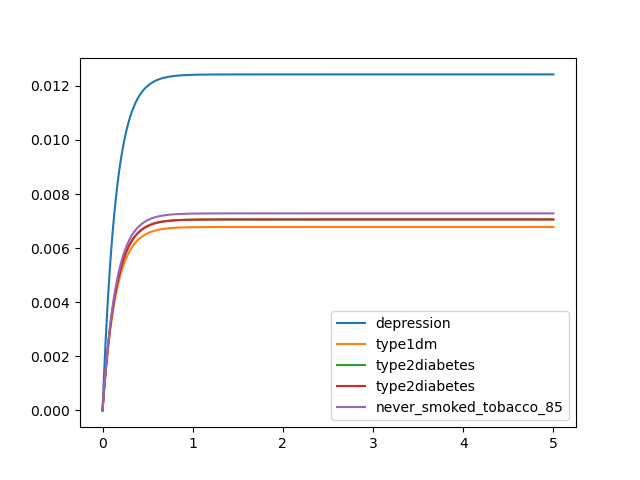 0.012
0.010
0.008
0.006
0.004
0.002
0.000
depression
type1dm
type2diabetes
type2diabetes
never_smoked_tobacco_85
0 1 2 3 4 5